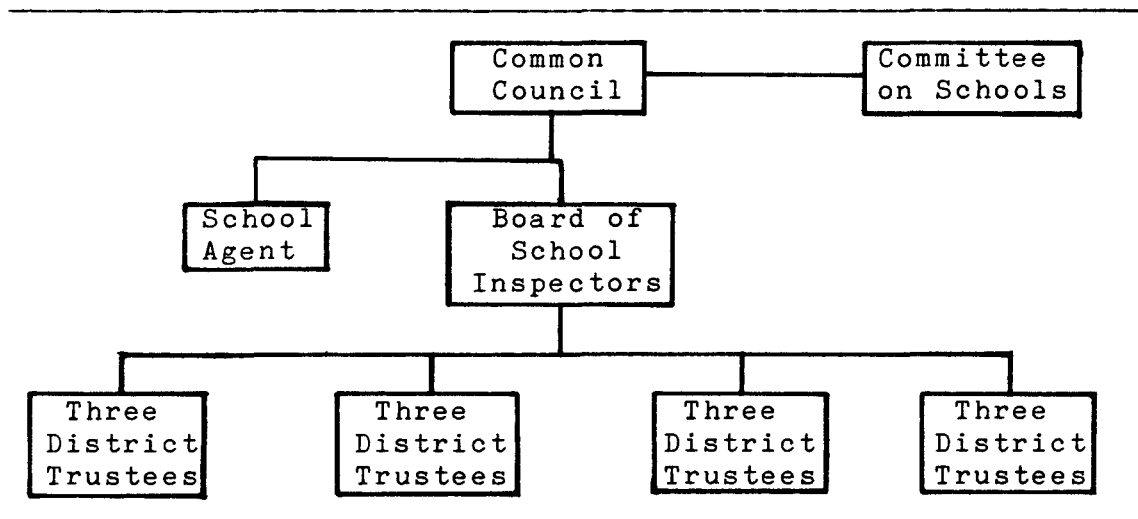 Common
Council
Committee
on Schools
School
Agent
Board of
School
Inspectors
Three
District
Trustees
Three
District
Trustees
Three
District
Trustees
Three
District
Trustees